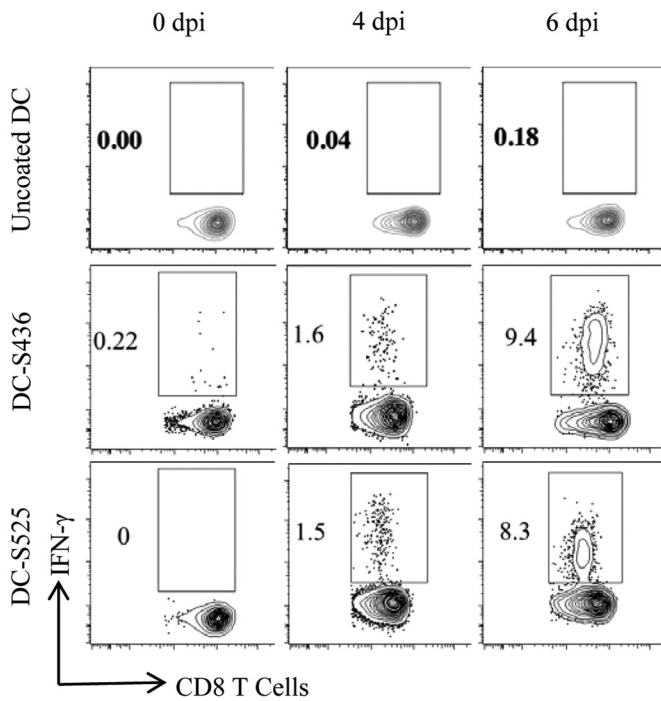 0 dpi 4 dpi 6 dpi
Uncoated DC
0.00 0.04 0.18
DC-S436
0.22 1.6 9.4
DC-S525
0 1.5 8.3
IFN-γ
CD8 T Cells